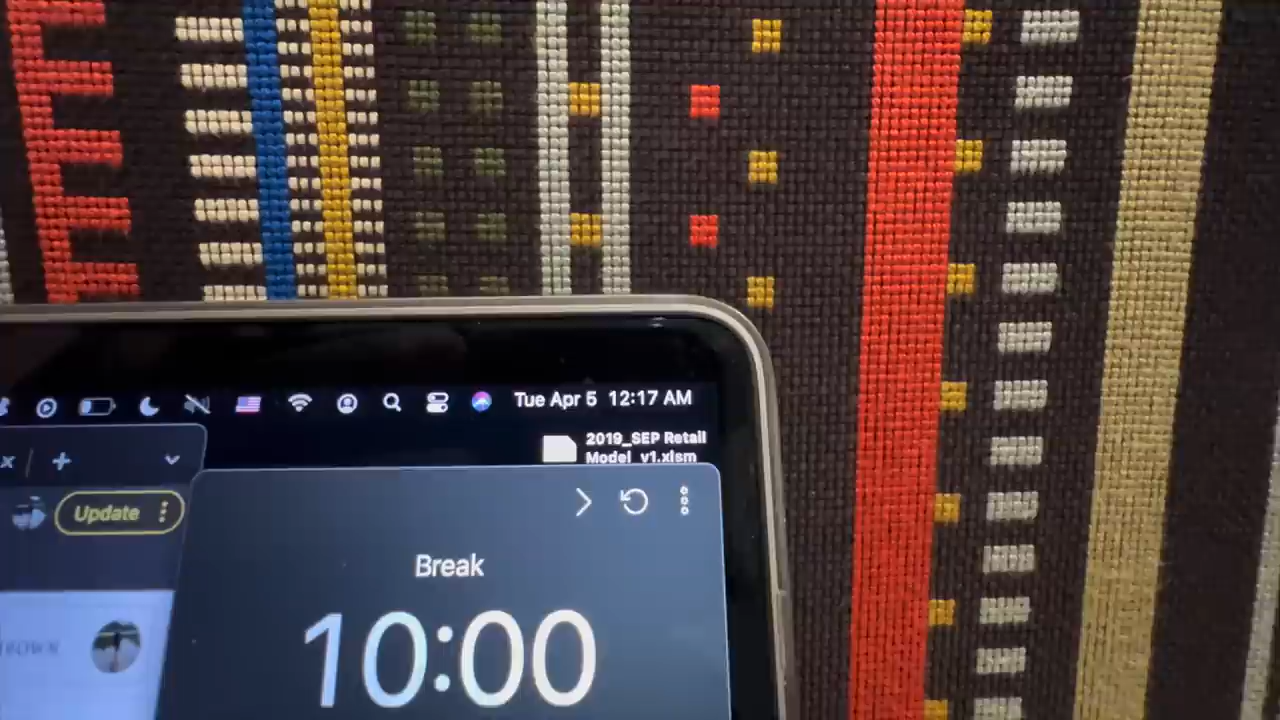 Tue Apr 5 12:17 AM
2019_SEP Retail
Model_v1.xlsm
Update
Break
10:00